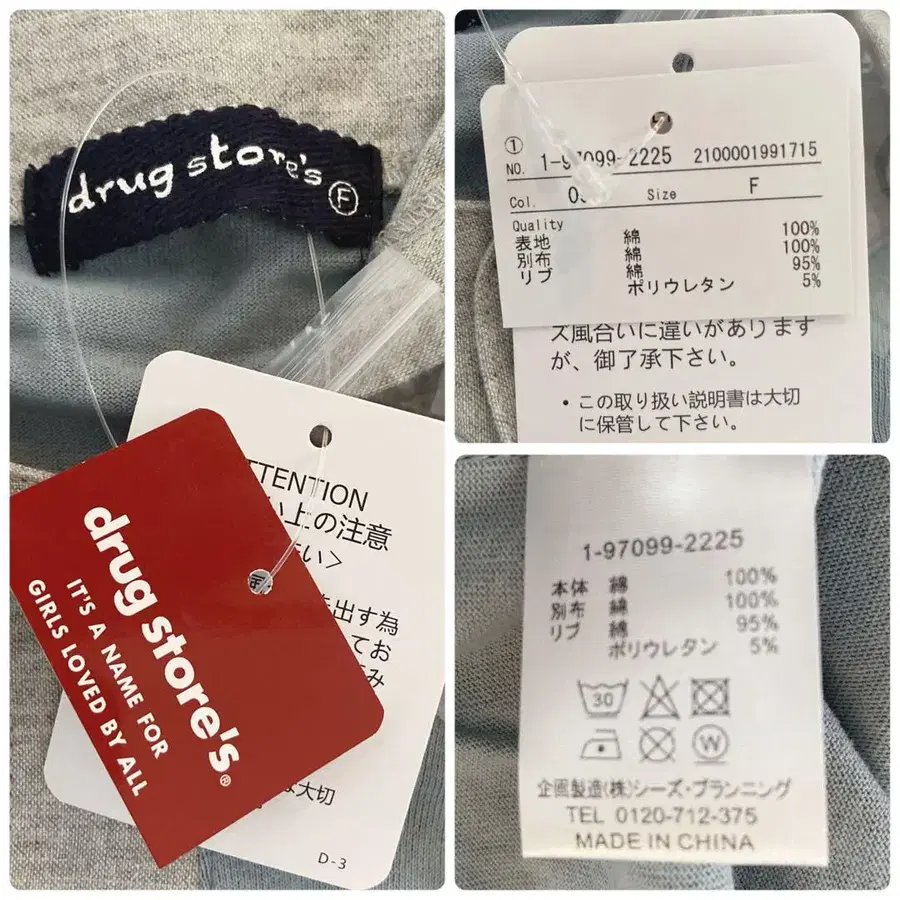 drug store's F
TTENTION
い上の注意
さい＞
を出す為
てお
み
は大切
D-3
drug store's®
IT'S A NAME FOR
GIRLS LOVED BY ALL
①
NO. 1-97099-2225 2100001991715
Col. Size F
Quality
表地 綿 100%
別布 綿 100%
リブ 綿 95%
ポリウレタン 5%
ズ風合いに違いがあります
が、御了承下さい。
・この取り扱い説明書は大切
に保管して下さい。
1-97099-2225
本体 綿 100%
別布 綿 100%
リブ 綿 95%
ポリウレタン 5%
30
W
企画製造(株)シーズ・プランニング
TEL 0120-712-375
MADE IN CHINA